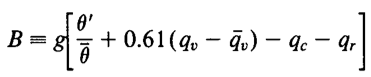 B ≡ g[θ′/θ̄ + 0.61(q_v − q̄_v) − q_c − q_r]